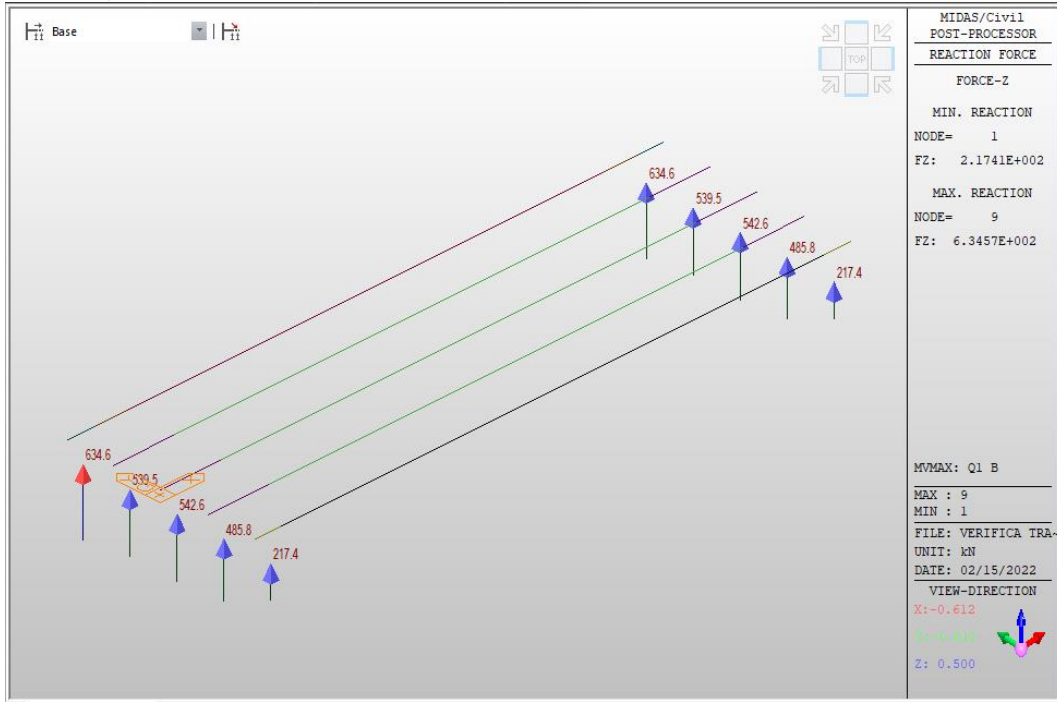 Base
TOP
634.6
539.5
542.6
485.8
217.4
634.6
539.5
542.6
485.8
217.4
MIDAS/Civil
POST-PROCESSOR
REACTION FORCE
FORCE-Z
MIN. REACTION
NODE= 1
FZ: 2.1741E+002
MAX. REACTION
NODE= 9
FZ: 6.3457E+002
MVMAX: Q1 B
MAX : 9
MIN : 1
FILE: VERIFICA TRA~
UNIT: kN
DATE: 02/15/2022
VIEW-DIRECTION
X:-0.612
Z: 0.500